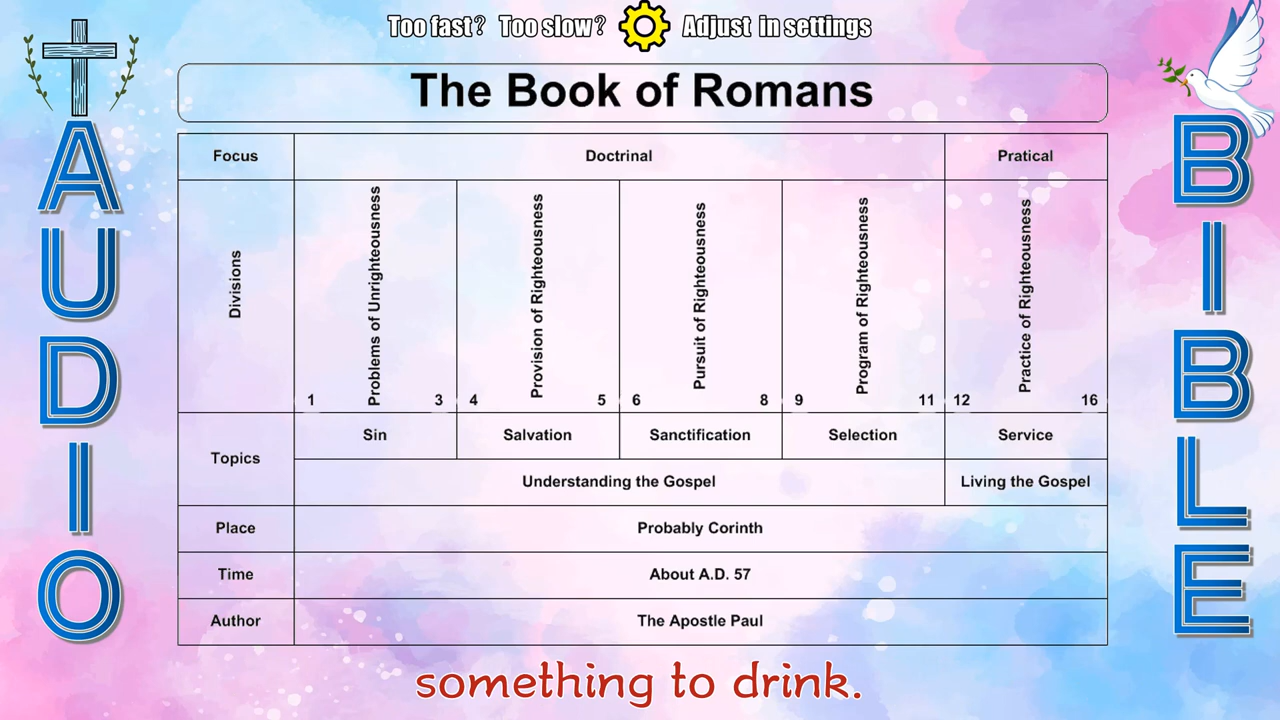 Too fast? Too slow? Adjust in settings
AUDIO
BIBLE
The Book of Romans
Focus Doctrinal Pratical
Divisions
Problems of Unrighteousness
1 3
Provision of Righteousness
4 5
Pursuit of Righteousness
6 8
Program of Righteousness
9 11
Practice of Righteousness
12 16
Topics
Sin Salvation Sanctification Selection Service
Understanding the Gospel Living the Gospel
Place Probably Corinth
Time About A.D. 57
Author The Apostle Paul
something to drink.